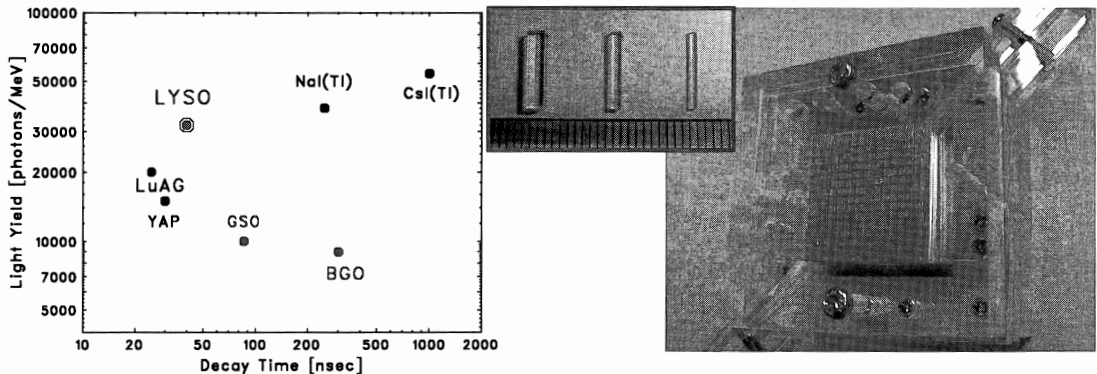 100000
70000
50000
30000
20000
10000
7000
5000
Light Yield [photons/MeV]
LYSO
NaI(Tl)
CsI(Tl)
LuAG
YAP
GSO
BGO
10 20 50 100 200 500 1000 2000
Decay Time [nsec]